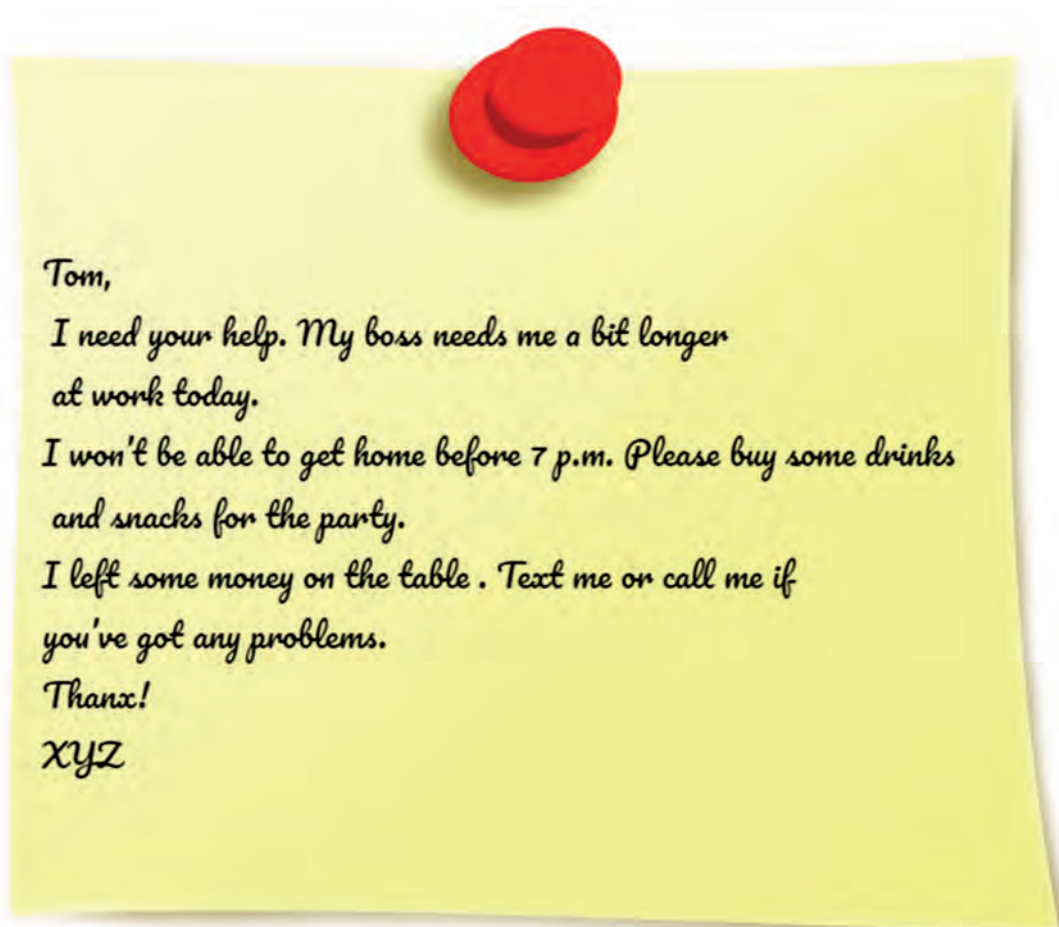 Tom,
I need your help. My boss needs me a bit longer
at work today.
I won't be able to get home before 7 p.m. Please buy some drinks
and snacks for the party.
I left some money on the table . Text me or call me if
you've got any problems.
Thanx!
XYZ